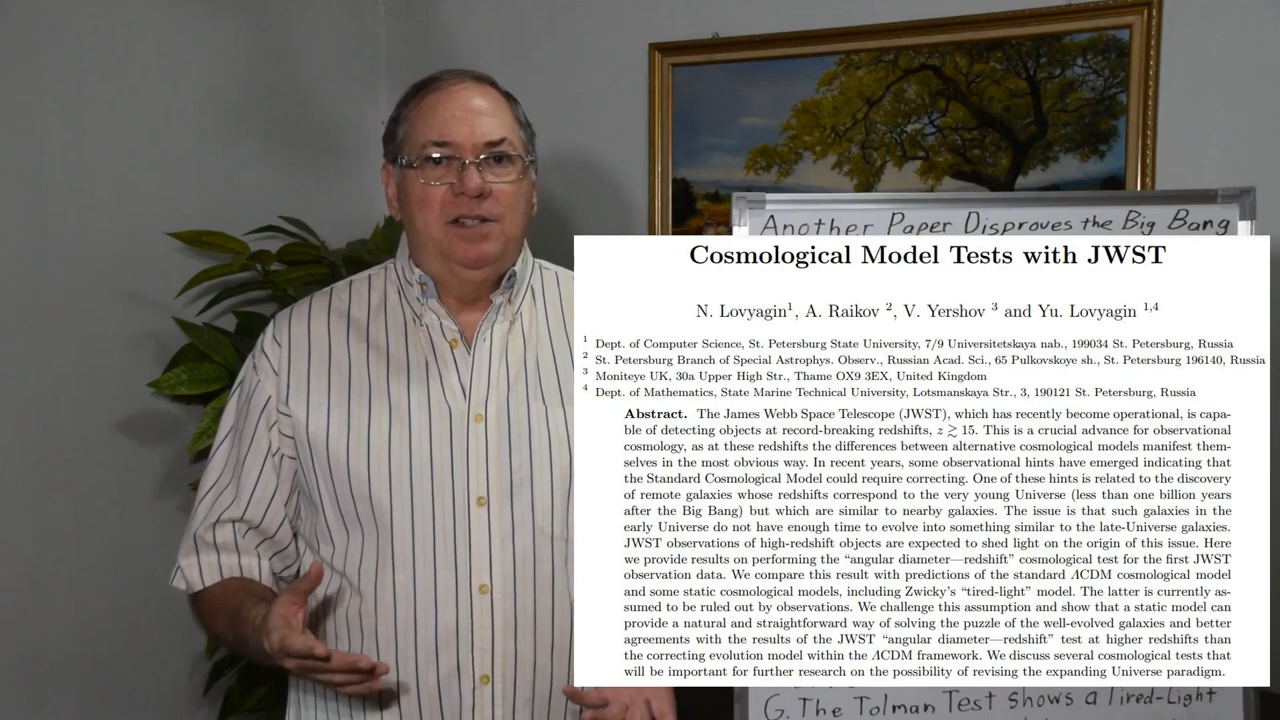 Another Paper Disproves the Big Bang
Cosmological Model Tests with JWST
N. Lovyagin1, A. Raikov 2, V. Yershov 3 and Yu. Lovyagin 1,4
1 Dept. of Computer Science, St. Petersburg State University, 7/9 Universitetskaya nab., 199034 St. Petersburg, Russia
2 St. Petersburg Branch of Special Astrophys. Observ., Russian Acad. Sci., 65 Pulkovskoye sh., St. Petersburg 196140, Russia
3 Moniteye UK, 30a Upper High Str., Thame OX9 3EX, United Kingdom
4 Dept. of Mathematics, State Marine Technical University, Lotsmanskaya Str., 3, 190121 St. Petersburg, Russia
Abstract. The James Webb Space Telescope (JWST), which has recently become operational, is capa-
ble of detecting objects at record-breaking redshifts, z ≳ 15. This is a crucial advance for observational
cosmology, as at these redshifts the differences between alternative cosmological models manifest them-
selves in the most obvious way. In recent years, some observational hints have emerged indicating that
the Standard Cosmological Model could require correcting. One of these hints is related to the discovery
of remote galaxies whose redshifts correspond to the very young Universe (less than one billion years
after the Big Bang) but which are similar to nearby galaxies. The issue is that such galaxies in the
early Universe do not have enough time to evolve into something similar to the late-Universe galaxies.
JWST observations of high-redshift objects are expected to shed light on the origin of this issue. Here
we provide results on performing the “angular diameter—redshift” cosmological test for the first JWST
observation data. We compare this result with predictions of the standard ΛCDM cosmological model
and some static cosmological models, including Zwicky’s “tired-light” model. The latter is currently as-
sumed to be ruled out by observations. We challenge this assumption and show that a static model can
provide a natural and straightforward way of solving the puzzle of the well-evolved galaxies and better
agreements with the results of the JWST “angular diameter—redshift” test at higher redshifts than
the correcting evolution model within the ΛCDM framework. We discuss several cosmological tests that
will be important for further research on the possibility of revising the expanding Universe paradigm.
G. The Tolman Test shows a Tired-Light